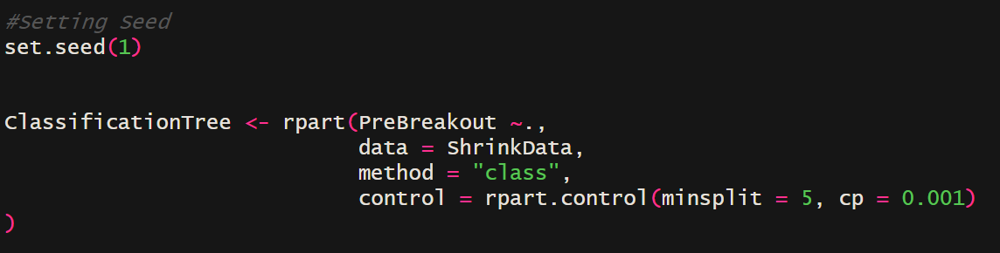 #Setting Seed
set.seed(1)
ClassificationTree <- rpart(PreBreakout ~.,
data = ShrinkData,
method = "class",
control = rpart.control(minsplit = 5, cp = 0.001)
)